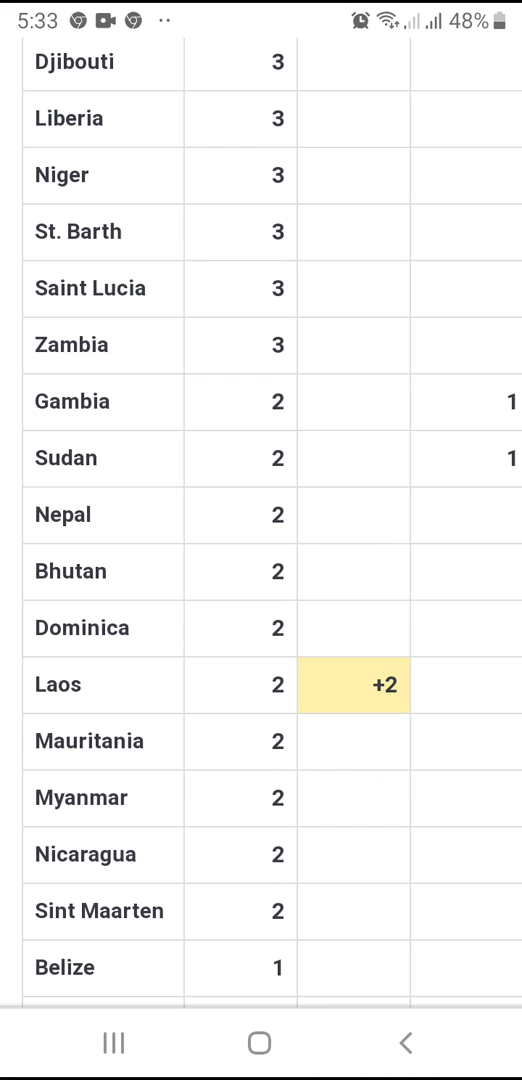 5:33 48%
Djibouti 3
Liberia 3
Niger 3
St. Barth 3
Saint Lucia 3
Zambia 3
Gambia 2 1
Sudan 2 1
Nepal 2
Bhutan 2
Dominica 2
Laos 2 +2
Mauritania 2
Myanmar 2
Nicaragua 2
Sint Maarten 2
Belize 1